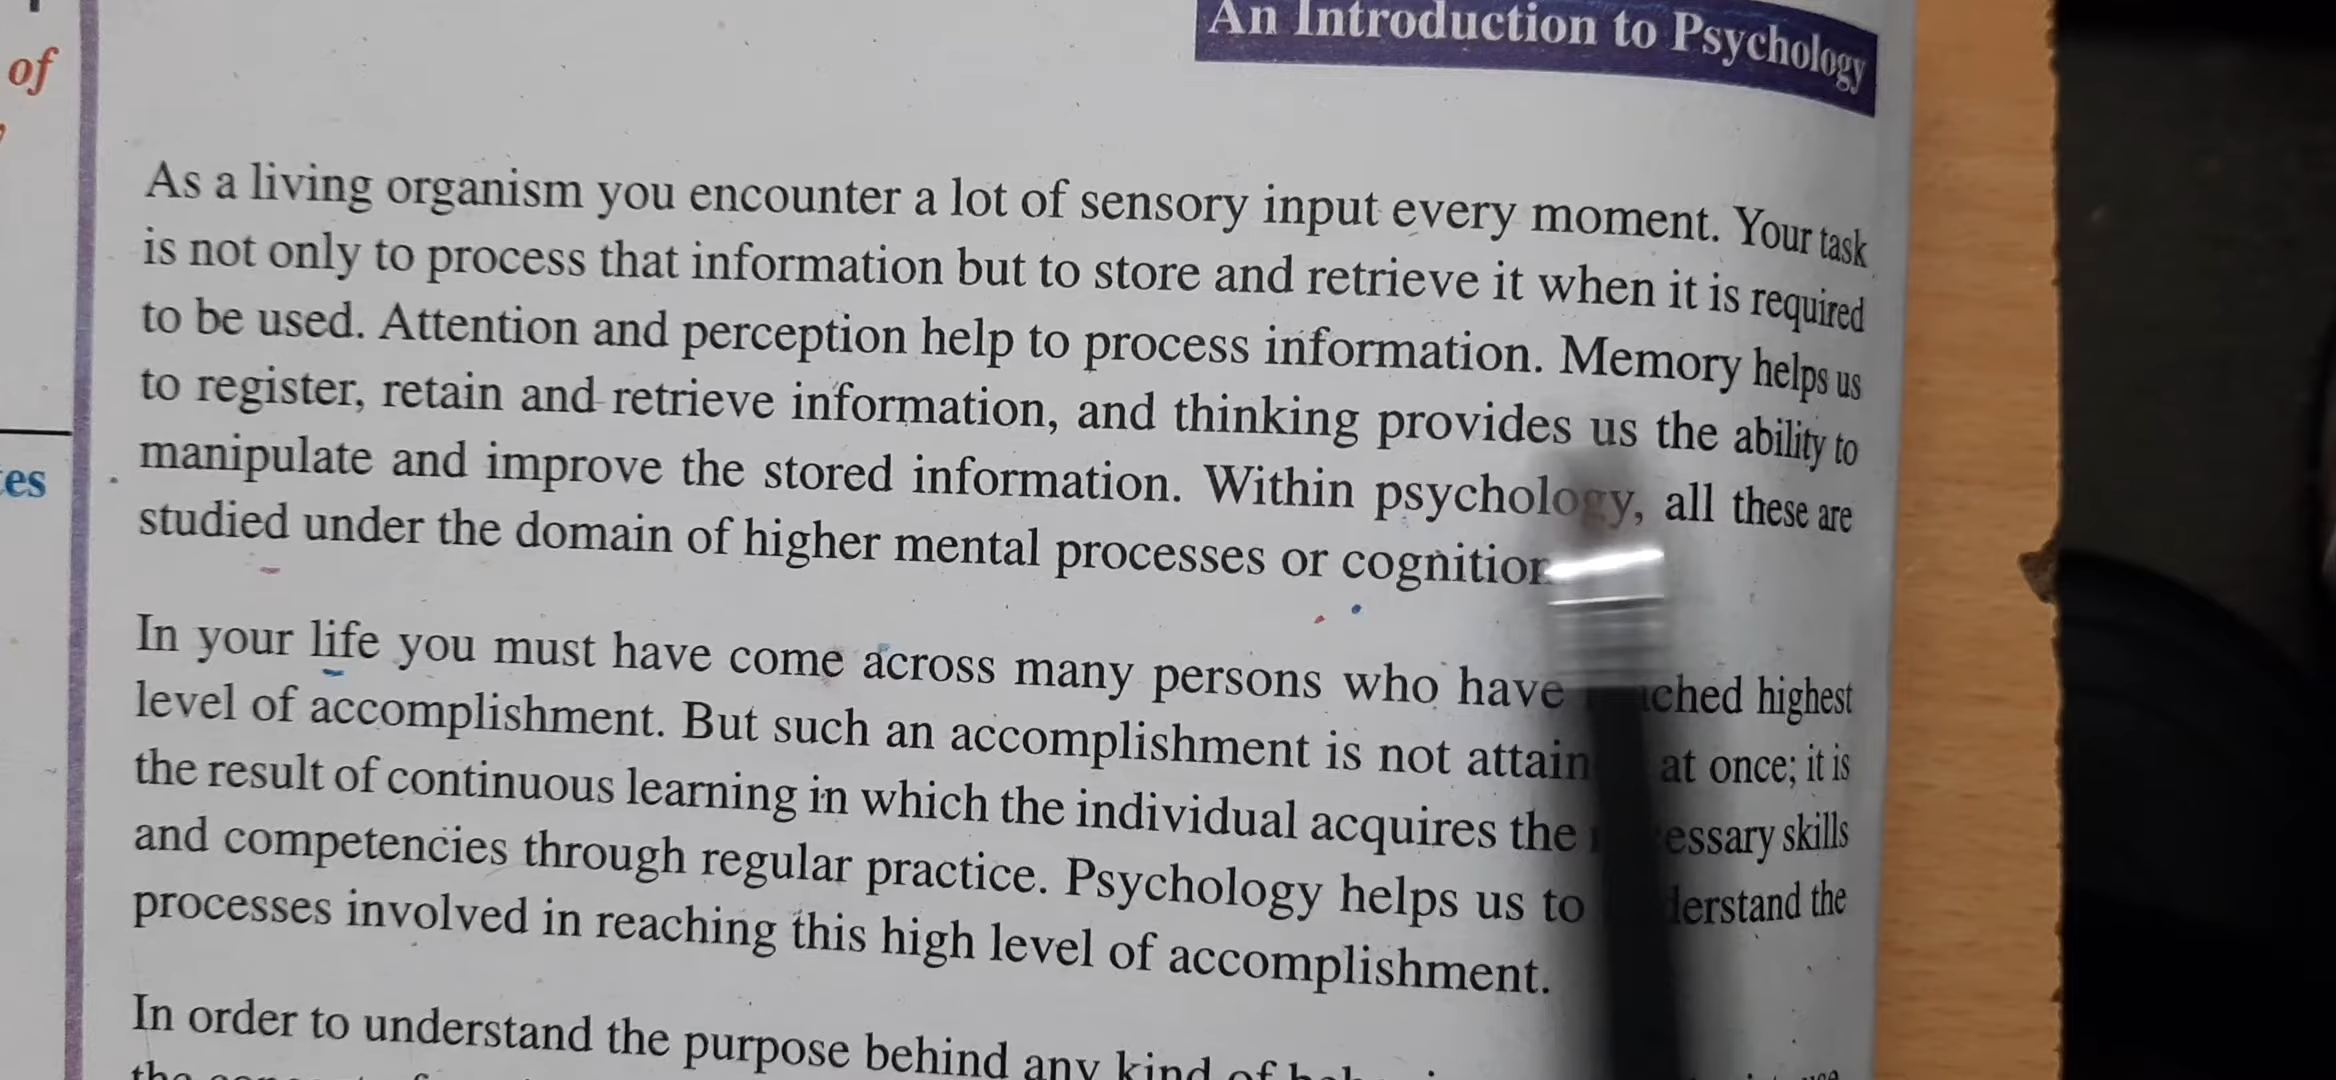 An Introduction to Psychology
of
es
As a living organism you encounter a lot of sensory input every moment. Your task
is not only to process that information but to store and retrieve it when it is required
to be used. Attention and perception help to process information. Memory helps us
to register, retain and retrieve information, and thinking provides us the ability to
manipulate and improve the stored information. Within psychology, all these are
studied under the domain of higher mental processes or cognition
In your life you must have come across many persons who have highest
level of accomplishment. But such an accomplishment is not at once; it is
the result of continuous learning in which the individual acquires the skills
and competencies through regular practice. Psychology helps us to the
processes involved in reaching this high level of accomplishment.
In order to understand the purpose behind any kind of